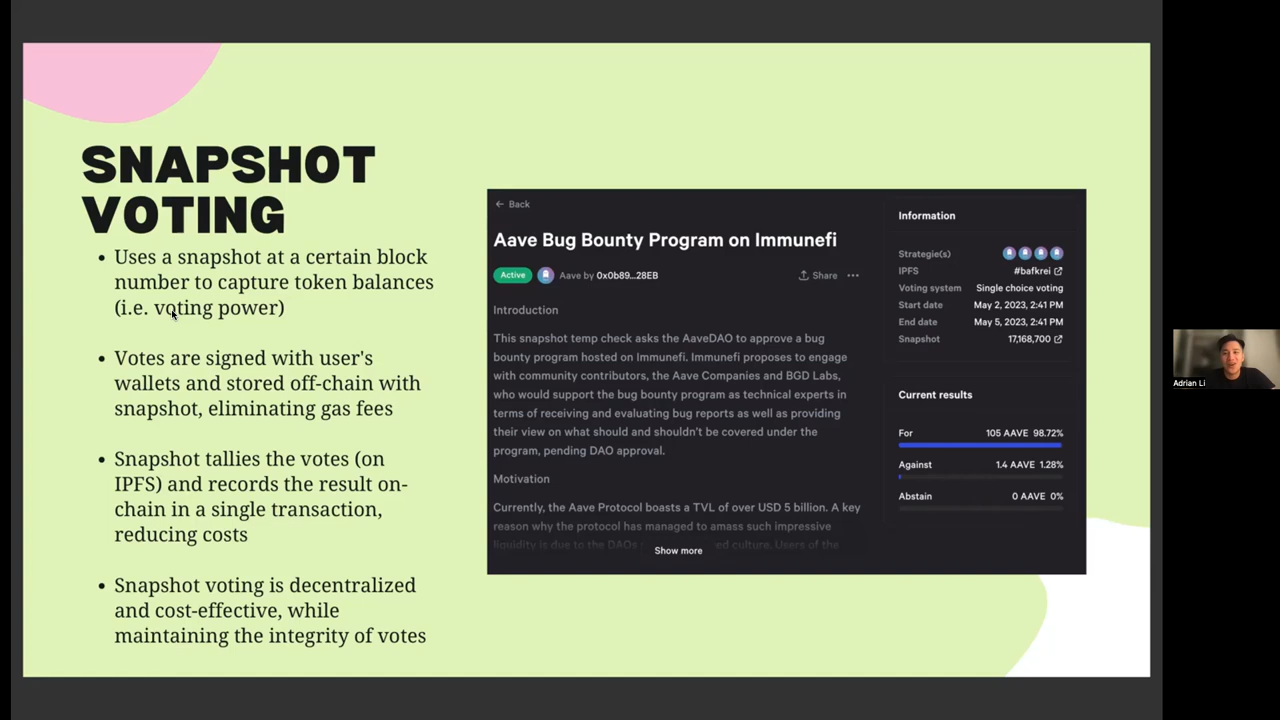 SNAPSHOT
VOTING
• Uses a snapshot at a certain block
number to capture token balances
(i.e. voting power)
• Votes are signed with user's
wallets and stored off-chain with
snapshot, eliminating gas fees
• Snapshot tallies the votes (on
IPFS) and records the result on-
chain in a single transaction,
reducing costs
• Snapshot voting is decentralized
and cost-effective, while
maintaining the integrity of votes
← Back
Aave Bug Bounty Program on Immunefi
Active Aave by 0x0b89...28EB Share ...
Introduction
This snapshot temp check asks the AaveDAO to approve a bug
bounty program hosted on Immunefi. Immunefi proposes to engage
with community contributors, the Aave Companies and BGD Labs,
who would support the bug bounty program as technical experts in
terms of receiving and evaluating bug reports as well as providing
their view on what should and shouldn't be covered under the
program, pending DAO approval.
Motivation
Currently, the Aave Protocol boasts a TVL of over USD 5 billion. A key
reason why the protocol has managed to amass such impressive
liquidity is due to the DAOs ed culture. Users of the
Show more
Information
Strategie(s)
IPFS #bafkrei
Voting system Single choice voting
Start date May 2, 2023, 2:41 PM
End date May 5, 2023, 2:41 PM
Snapshot 17,168,700
Current results
For 105 AAVE 98.72%
Against 1.4 AAVE 1.28%
Abstain 0 AAVE 0%
Adrian Li